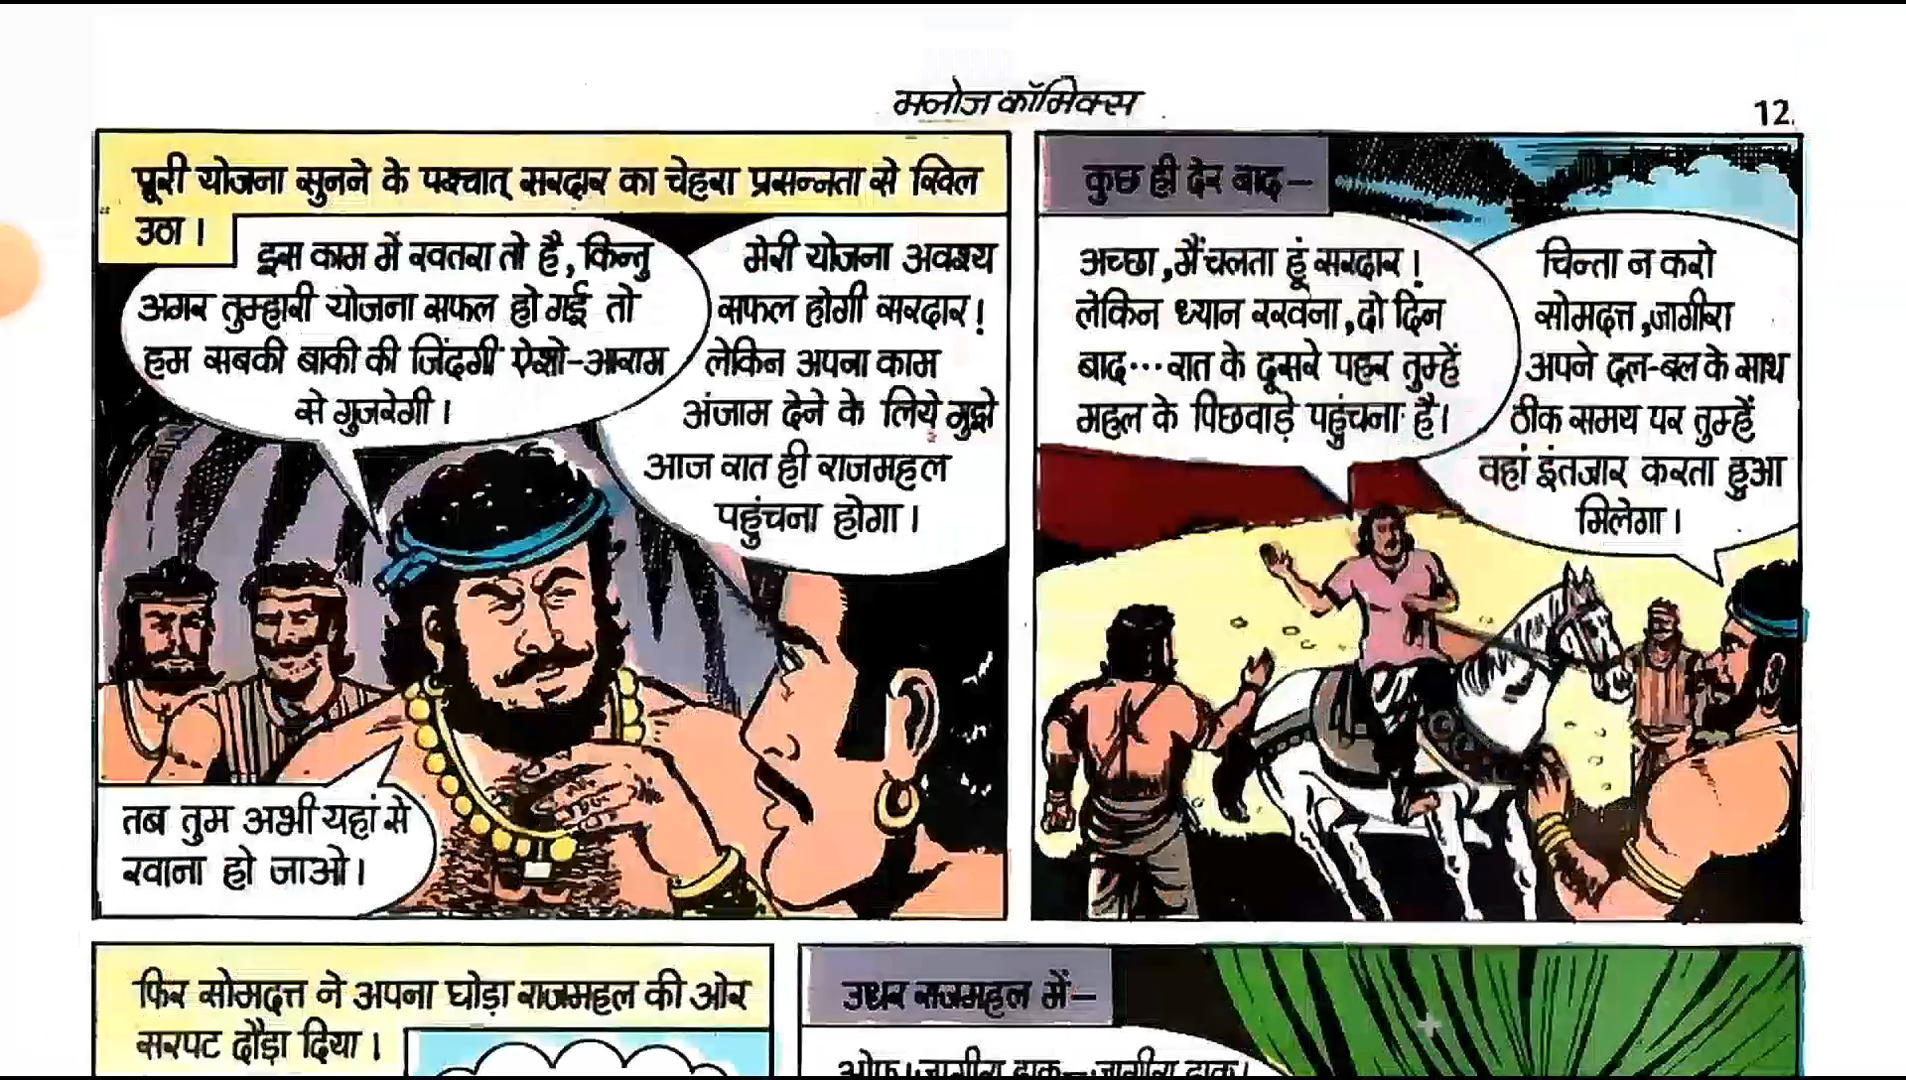 मनोज कॉमिक्स
12.
पूरी योजना सुनने के पश्चात् सरदार का चेहरा प्रसन्नता से खिल
उठा।
इस काम में खतरा तो है, किन्तु
अगर तुम्हारी योजना सफल हो गई तो
हम सबकी बाकी की जिंदगी ऐशो-आराम
से गुजरेगी।
मेरी योजना अवश्य
सफल होगी सरदार!
लेकिन अपना काम
अंजाम देने के लिये मुझे
आज रात ही राजमहल
पहुंचना होगा।
तब तुम अभी यहां से
रवाना हो जाओ।
कुछ ही देर बाद—
अच्छा, मैं चलता हूं सरदार!
लेकिन ध्यान रखना, दो दिन
बाद...रात के दूसरे पहर तुम्हें
महल के पिछवाड़े पहुंचना है।
चिन्ता न करो
सोमदत्त, जागीरा
अपने दल-बल के साथ
ठीक समय पर तुम्हें
वहां इंतजार करता हुआ
मिलेगा।
फिर सोमदत्त ने अपना घोड़ा राजमहल की ओर
सरपट दौड़ा दिया।
उधर राजमहल में—
ओफ! जागीरा डाकू— जागीरा डाकू!